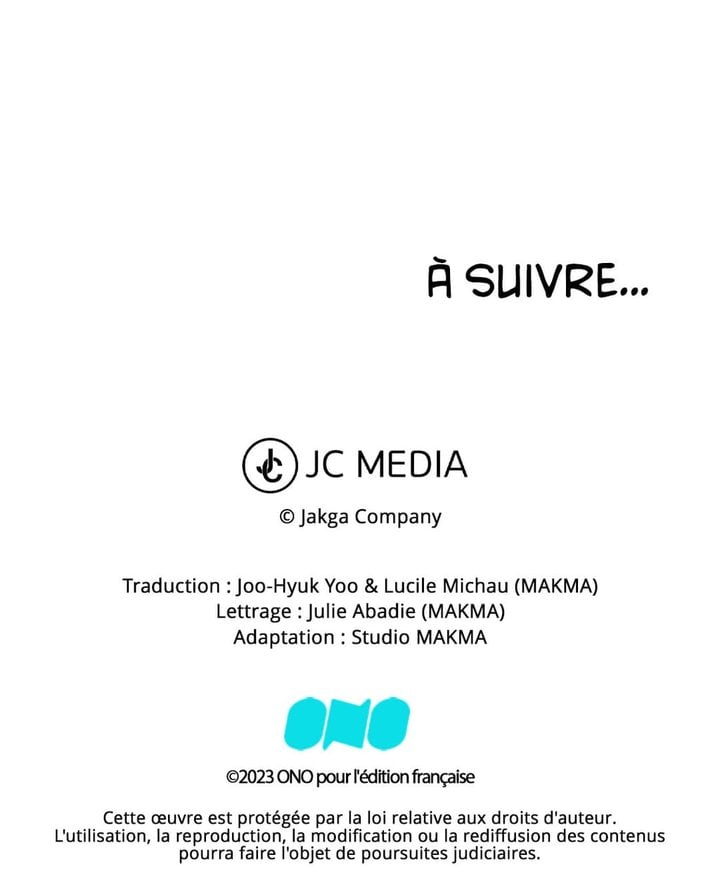 À SUIVRE...
JC JC MEDIA
© Jakga Company
Traduction : Joo-Hyuk Yoo & Lucile Michau (MAKMA)
Lettrage : Julie Abadie (MAKMA)
Adaptation : Studio MAKMA
ONO
©2023 ONO pour l'édition française
Cette œuvre est protégée par la loi relative aux droits d'auteur.
L'utilisation, la reproduction, la modification ou la rediffusion des contenus
pourra faire l'objet de poursuites judiciaires.